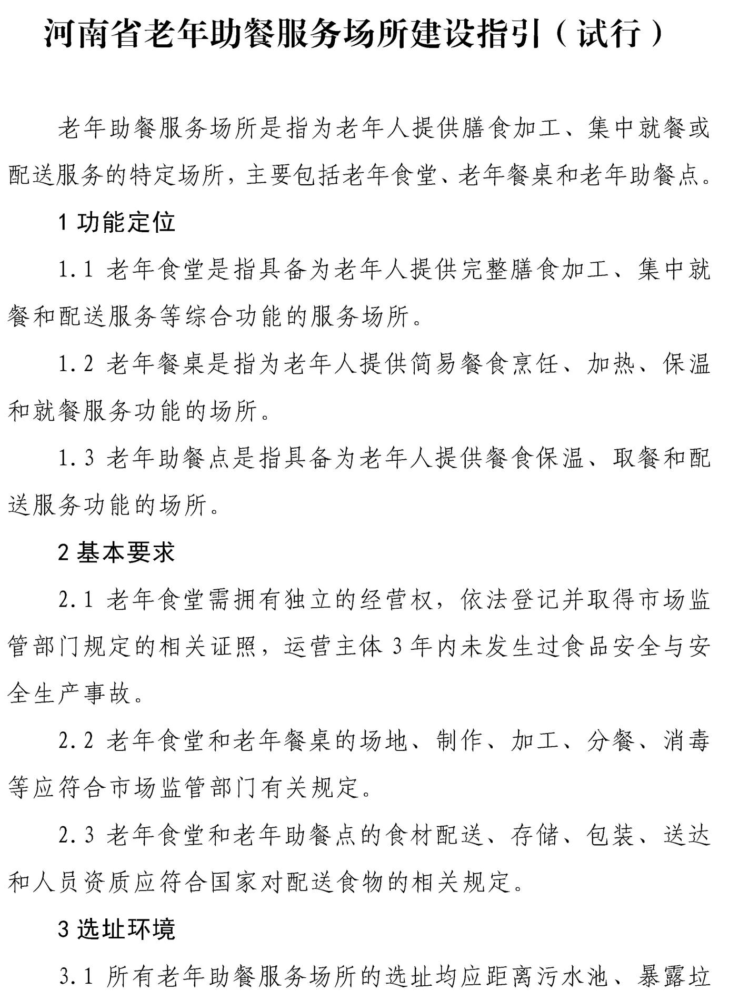 河南省老年助餐服务场所建设指引（试行）
老年助餐服务场所是指为老年人提供膳食加工、集中就餐或
配送服务的特定场所，主要包括老年食堂、老年餐桌和老年助餐点。
1 功能定位
1.1 老年食堂是指具备为老年人提供完整膳食加工、集中就
餐和配送服务等综合功能的服务场所。
1.2 老年餐桌是指为老年人提供简易餐食烹饪、加热、保温
和就餐服务功能的场所。
1.3 老年助餐点是指具备为老年人提供餐食保温、取餐和配
送服务功能的场所。
2 基本要求
2.1 老年食堂需拥有独立的经营权，依法登记并取得市场监
管部门规定的相关证照，运营主体 3 年内未发生过食品安全与安
全生产事故。
2.2 老年食堂和老年餐桌的场地、制作、加工、分餐、消毒
等应符合市场监管部门有关规定。
2.3 老年食堂和老年助餐点的食材配送、存储、包装、送达
和人员资质应符合国家对配送食物的相关规定。
3 选址环境
3.1 所有老年助餐服务场所的选址均应距离污水池、暴露垃